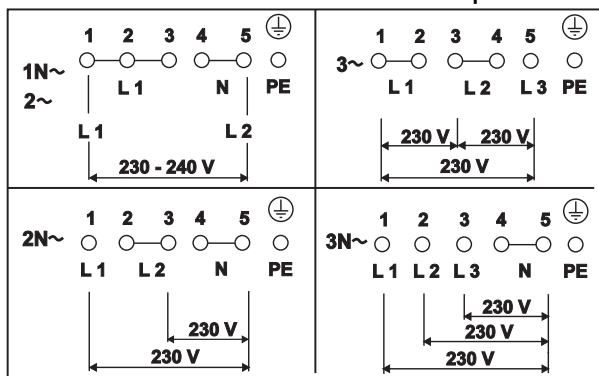 1 2 3 4 5
1N~
2~
L 1 N PE
L 1 L 2
230 - 240 V
1 2 3 4 5
3~
L 1 L 2 L 3 PE
230 V 230 V
230 V
1 2 3 4 5
2N~
L 1 L 2 N PE
230 V
230 V
1 2 3 4 5
3N~
L 1 L 2 L 3 N PE
230 V
230 V
230 V